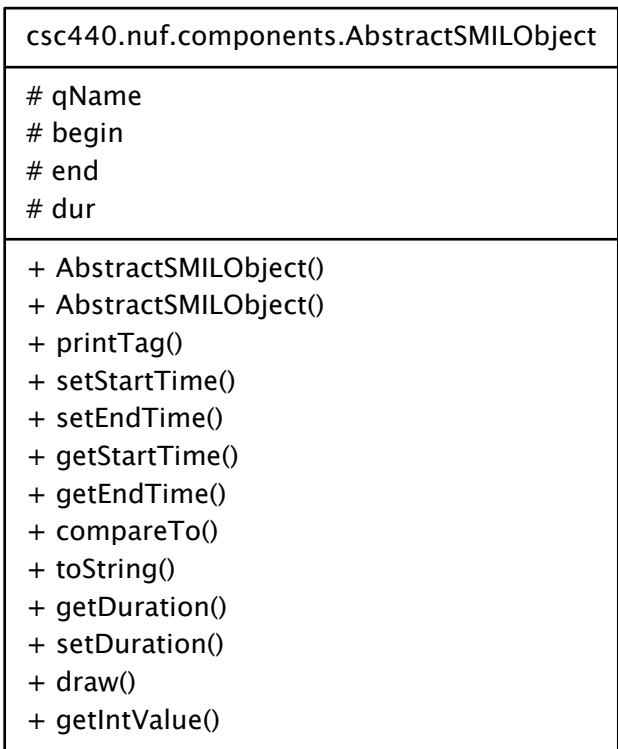 csc440.nuf.components.AbstractSMILObject
# qName
# begin
# end
# dur
+ AbstractSMILObject()
+ AbstractSMILObject()
+ printTag()
+ setStartTime()
+ setEndTime()
+ getStartTime()
+ getEndTime()
+ compareTo()
+ toString()
+ getDuration()
+ setDuration()
+ draw()
+ getIntValue()